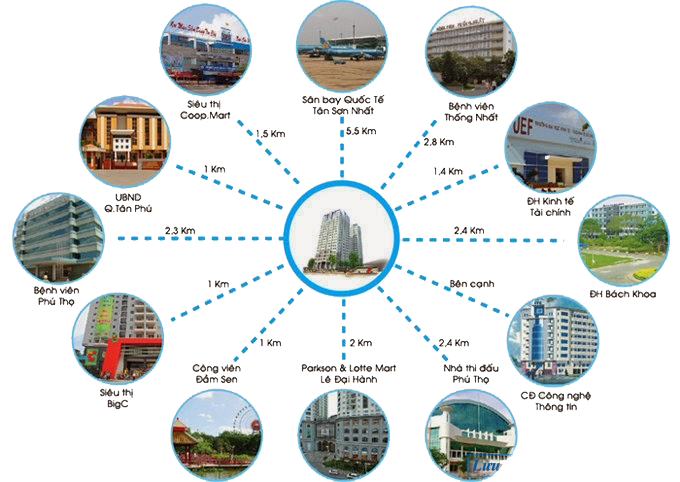 Siêu thị
Coop.Mart
Sân bay Quốc Tế
Tân Sơn Nhất
Bệnh viên
Thống Nhất
UEF
1,5 Km
5,5 Km
2,8 Km
UBND
Q.Tân Phú
1 Km
1,4 Km
ĐH Kinh tế
Tài chính
2,3 Km
2,4 Km
Bệnh viên
Phú Thọ
ĐH Bách Khoa
1 Km
Bên cạnh
Siêu thị
BigC
1 Km
2 Km
2,4 Km
CĐ Công nghệ
Thông tin
Công viên
Đầm Sen
Parkson & Lotte Mart
Lê Đại Hành
Nhà thi đấu
Phú Thọ
Lưu